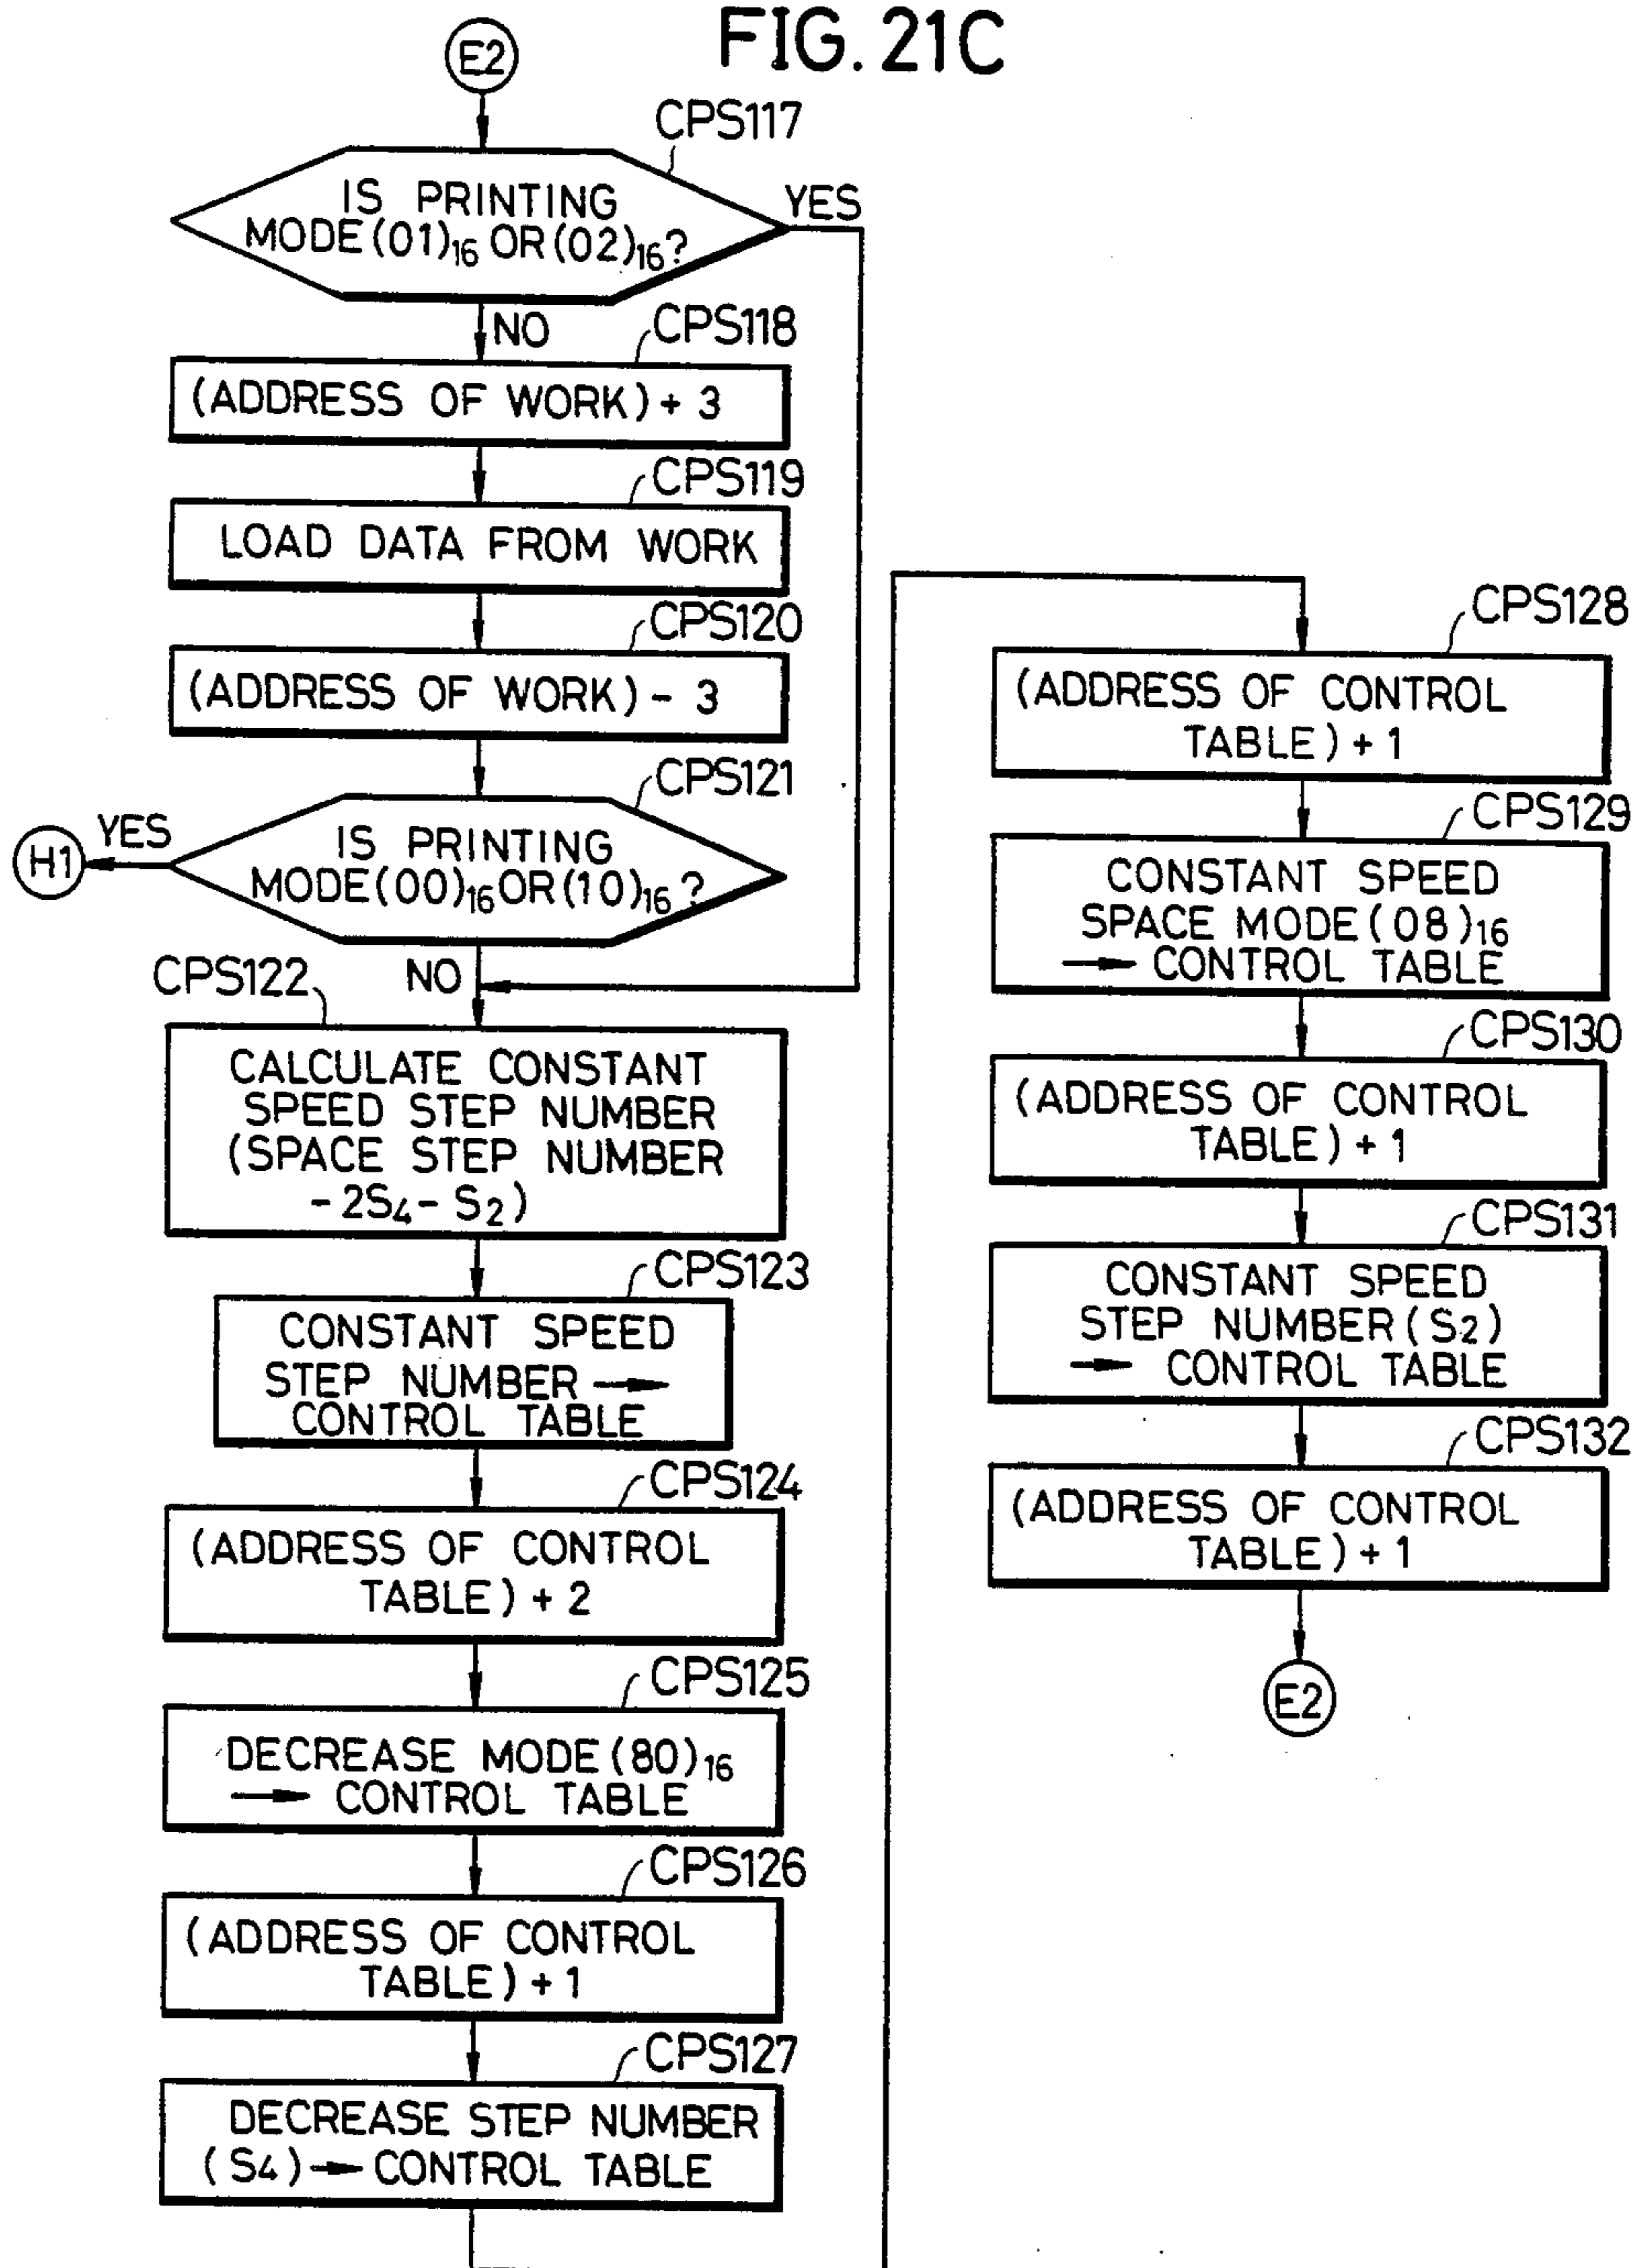 FIG. 21C
E2
CPS117
IS PRINTING
MODE(01)16 OR(02)16?
YES
NO
CPS118
(ADDRESS OF WORK) + 3
CPS119
LOAD DATA FROM WORK
CPS120
(ADDRESS OF WORK) - 3
CPS121
IS PRINTING
MODE(00)16 OR(10)16?
YES
H1
NO
CPS122
CALCULATE CONSTANT
SPEED STEP NUMBER
(SPACE STEP NUMBER
- 2S4 - S2)
CPS123
CONSTANT SPEED
STEP NUMBER →
CONTROL TABLE
CPS124
(ADDRESS OF CONTROL
TABLE) + 2
CPS125
DECREASE MODE(80)16
→ CONTROL TABLE
CPS126
(ADDRESS OF CONTROL
TABLE) + 1
CPS127
DECREASE STEP NUMBER
(S4) → CONTROL TABLE
CPS128
(ADDRESS OF CONTROL
TABLE) + 1
CPS129
CONSTANT SPEED
SPACE MODE(08)16
→ CONTROL TABLE
CPS130
(ADDRESS OF CONTROL
TABLE) + 1
CPS131
CONSTANT SPEED
STEP NUMBER(S2)
→ CONTROL TABLE
CPS132
(ADDRESS OF CONTROL
TABLE) + 1
E2